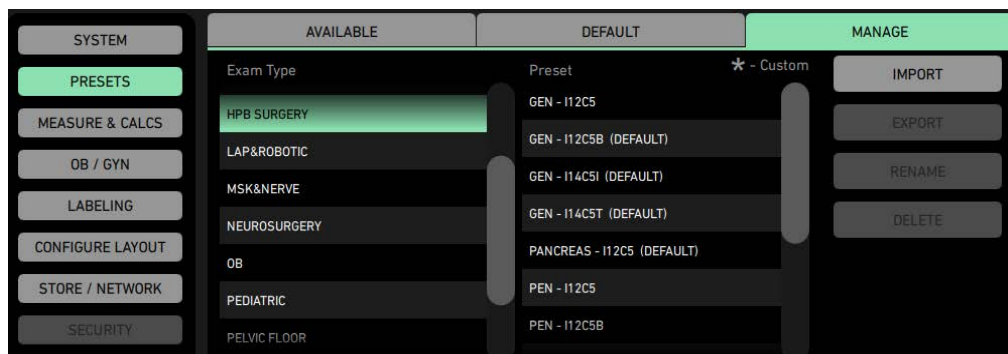 SYSTEM
PRESETS
MEASURE & CALCS
OB / GYN
LABELING
CONFIGURE LAYOUT
STORE / NETWORK
SECURITY
AVAILABLE
DEFAULT
MANAGE
Exam Type
HPB SURGERY
LAP&ROBOTIC
MSK&NERVE
NEUROSURGERY
OB
PEDIATRIC
PELVIC FLOOR
Preset
* - Custom
GEN - I12C5
GEN - I12C5B (DEFAULT)
GEN - I14C5I (DEFAULT)
GEN - I14C5T (DEFAULT)
PANCREAS - I12C5 (DEFAULT)
PEN - I12C5
PEN - I12C5B
IMPORT
EXPORT
RENAME
DELETE